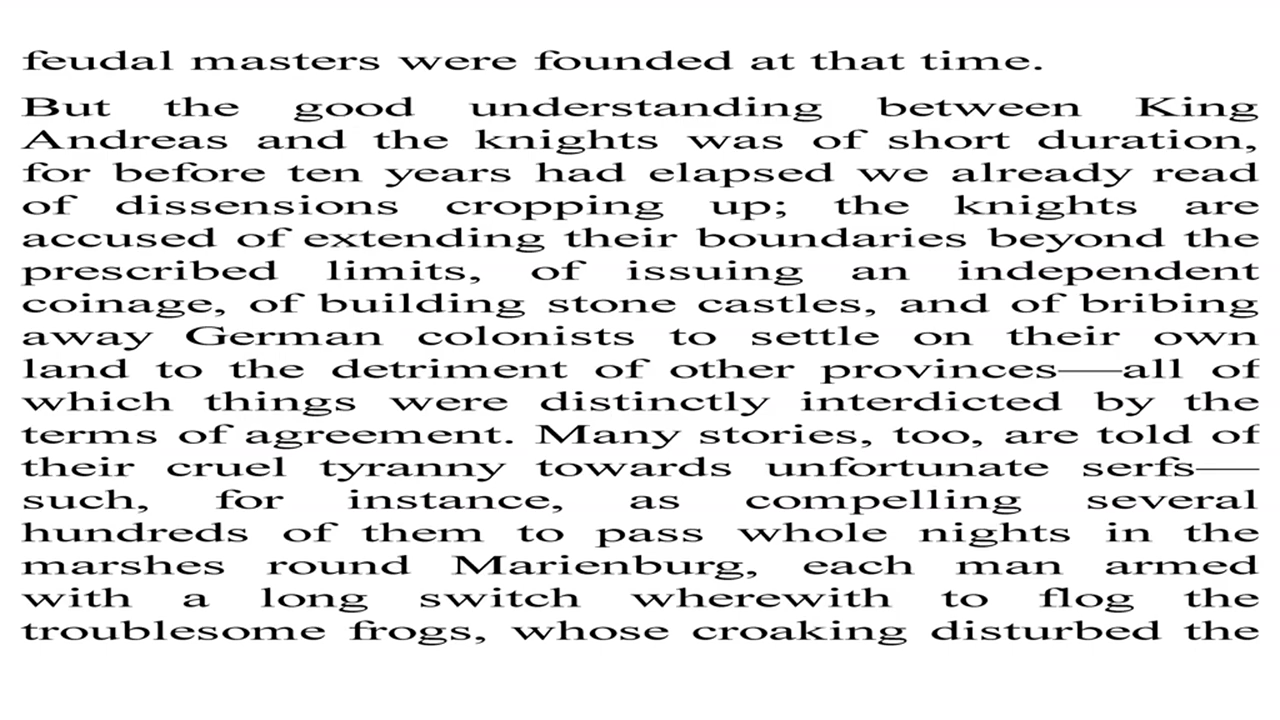 feudal masters were founded at that time.
But the good understanding between King
Andreas and the knights was of short duration,
for before ten years had elapsed we already read
of dissensions cropping up; the knights are
accused of extending their boundaries beyond the
prescribed limits, of issuing an independent
coinage, of building stone castles, and of bribing
away German colonists to settle on their own
land to the detriment of other provinces—all of
which things were distinctly interdicted by the
terms of agreement. Many stories, too, are told of
their cruel tyranny towards unfortunate serfs—
such, for instance, as compelling several
hundreds of them to pass whole nights in the
marshes round Marienburg, each man armed
with a long switch wherewith to flog the
troublesome frogs, whose croaking disturbed the